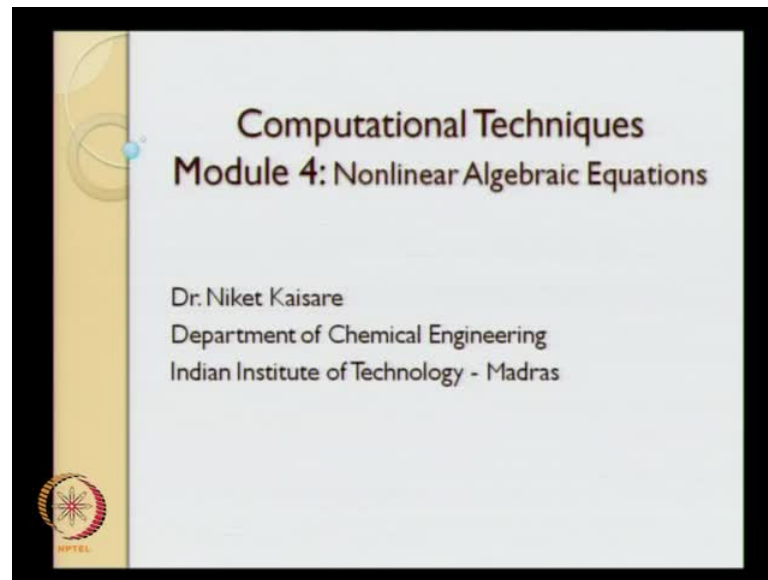 Computational Techniques
Module 4: Nonlinear Algebraic Equations
Dr. Niket Kaisare
Department of Chemical Engineering
Indian Institute of Technology - Madras
NPTEL